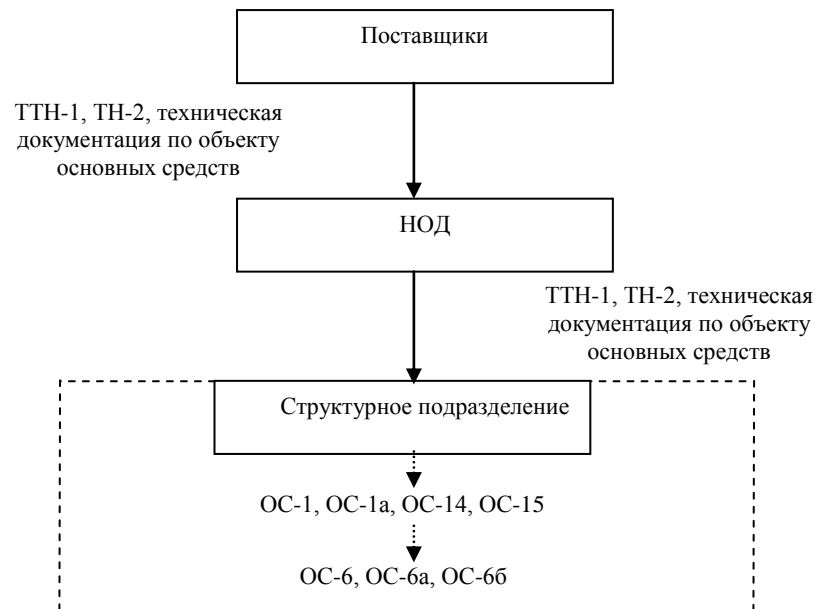 Поставщики
ТТН-1, ТН-2, техническая
документация по объекту
основных средств
НОД
ТТН-1, ТН-2, техническая
документация по объекту
основных средств
Структурное подразделение
ОС-1, ОС-1а, ОС-14, ОС-15
ОС-6, ОС-6а, ОС-6б